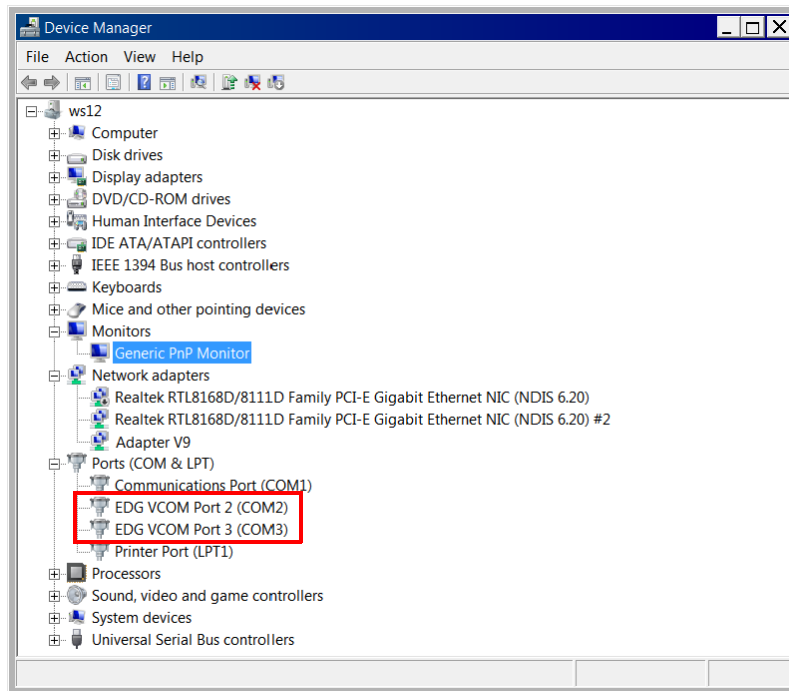 Device Manager
File Action View Help
ws12
Computer
Disk drives
Display adapters
DVD/CD-ROM drives
Human Interface Devices
IDE ATA/ATAPI controllers
IEEE 1394 Bus host controllers
Keyboards
Mice and other pointing devices
Monitors
Generic PnP Monitor
Network adapters
Realtek RTL8168D/8111D Family PCI-E Gigabit Ethernet NIC (NDIS 6.20)
Realtek RTL8168D/8111D Family PCI-E Gigabit Ethernet NIC (NDIS 6.20) #2
Adapter V9
Ports (COM & LPT)
Communications Port (COM1)
EDG VCOM Port 2 (COM2)
EDG VCOM Port 3 (COM3)
Printer Port (LPT1)
Processors
Sound, video and game controllers
System devices
Universal Serial Bus controllers